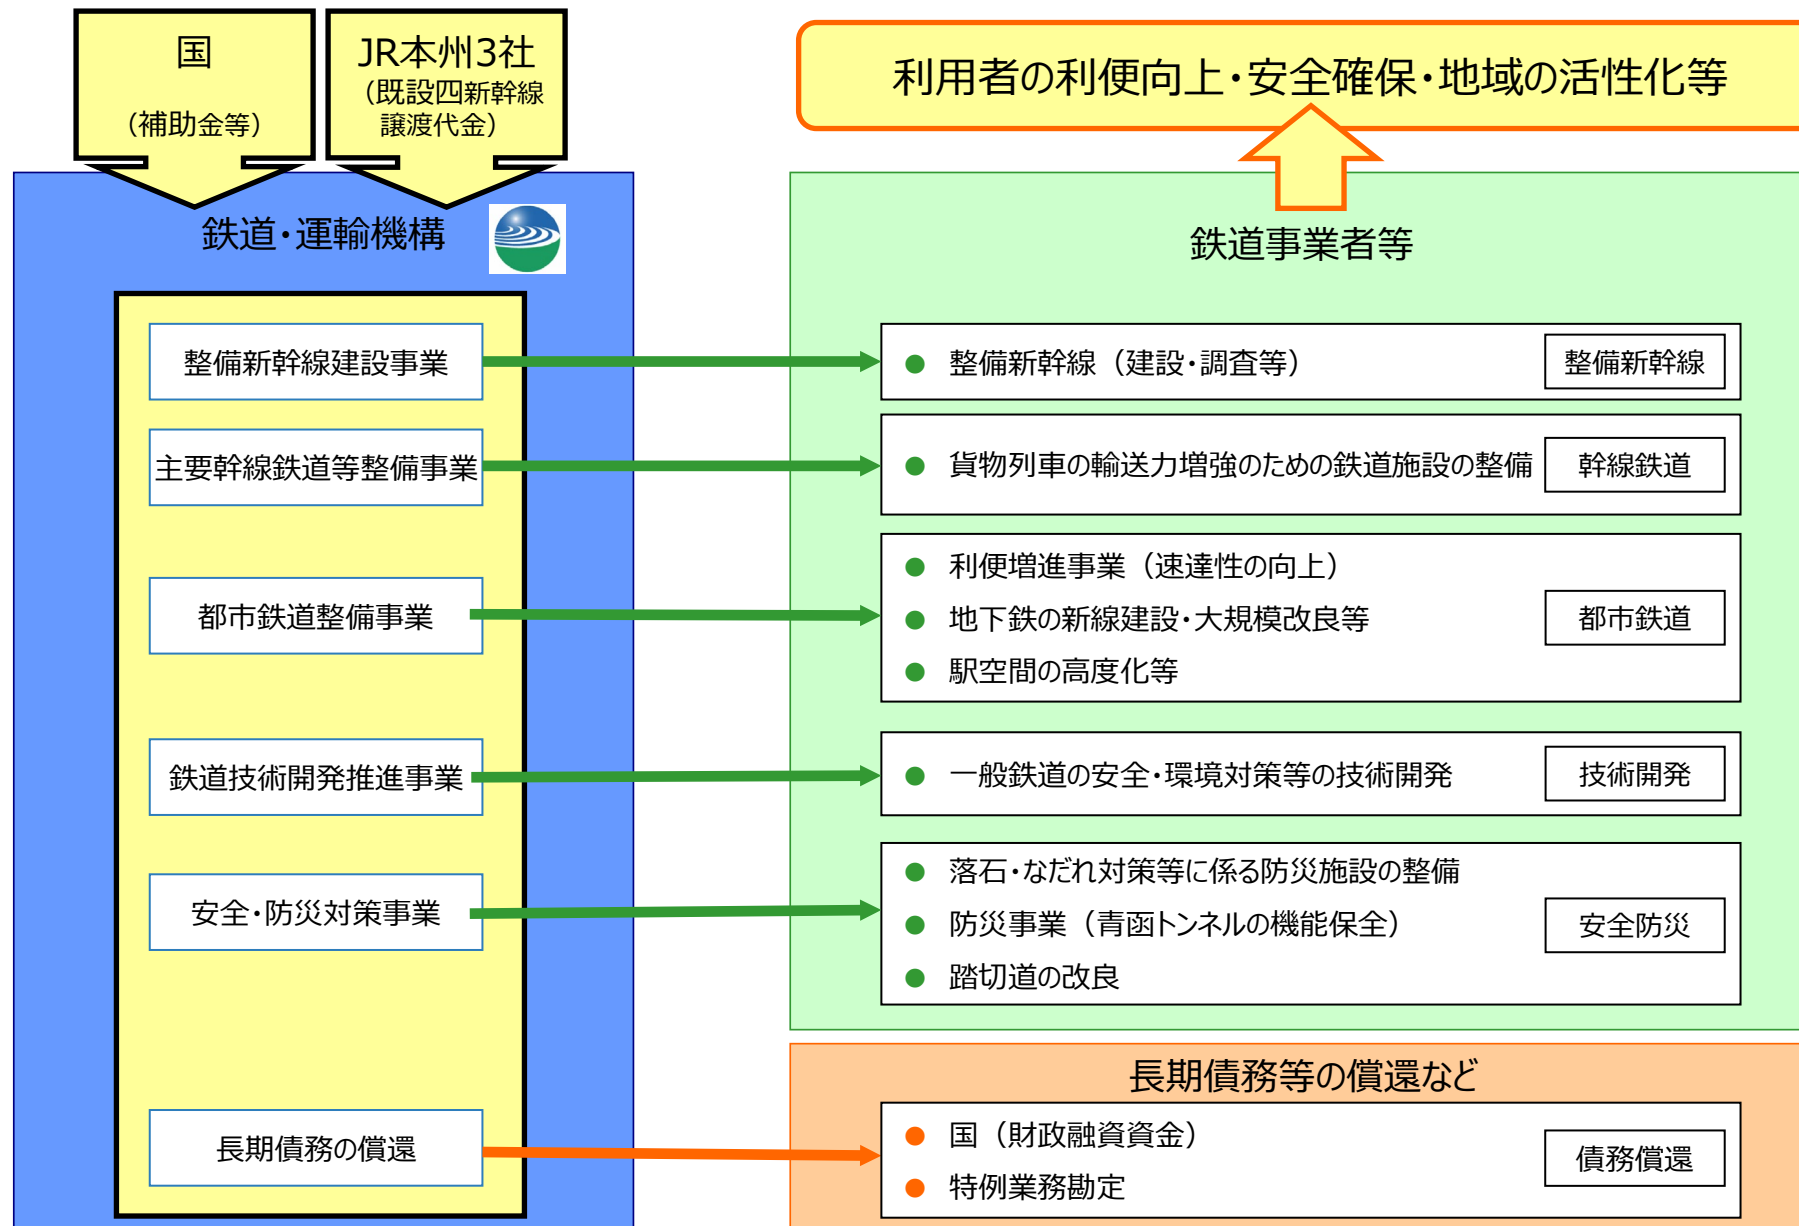 国
（補助金等）
JR本州3社
（既設四新幹線
譲渡代金）
利用者の利便向上・安全確保・地域の活性化等
鉄道・運輸機構
鉄道事業者等
整備新幹線建設事業
● 整備新幹線（建設・調査等）
整備新幹線
主要幹線鉄道等整備事業
● 貨物列車の輸送力増強のための鉄道施設の整備
幹線鉄道
都市鉄道整備事業
● 利便増進事業（速達性の向上）
● 地下鉄の新線建設・大規模改良等
● 駅空間の高度化等
都市鉄道
鉄道技術開発推進事業
● 一般鉄道の安全・環境対策等の技術開発
技術開発
安全・防災対策事業
● 落石・なだれ対策等に係る防災施設の整備
● 防災事業（青函トンネルの機能保全）
● 踏切道の改良
安全防災
長期債務等の償還など
長期債務の償還
● 国（財政融資資金）
● 特例業務勘定
債務償還